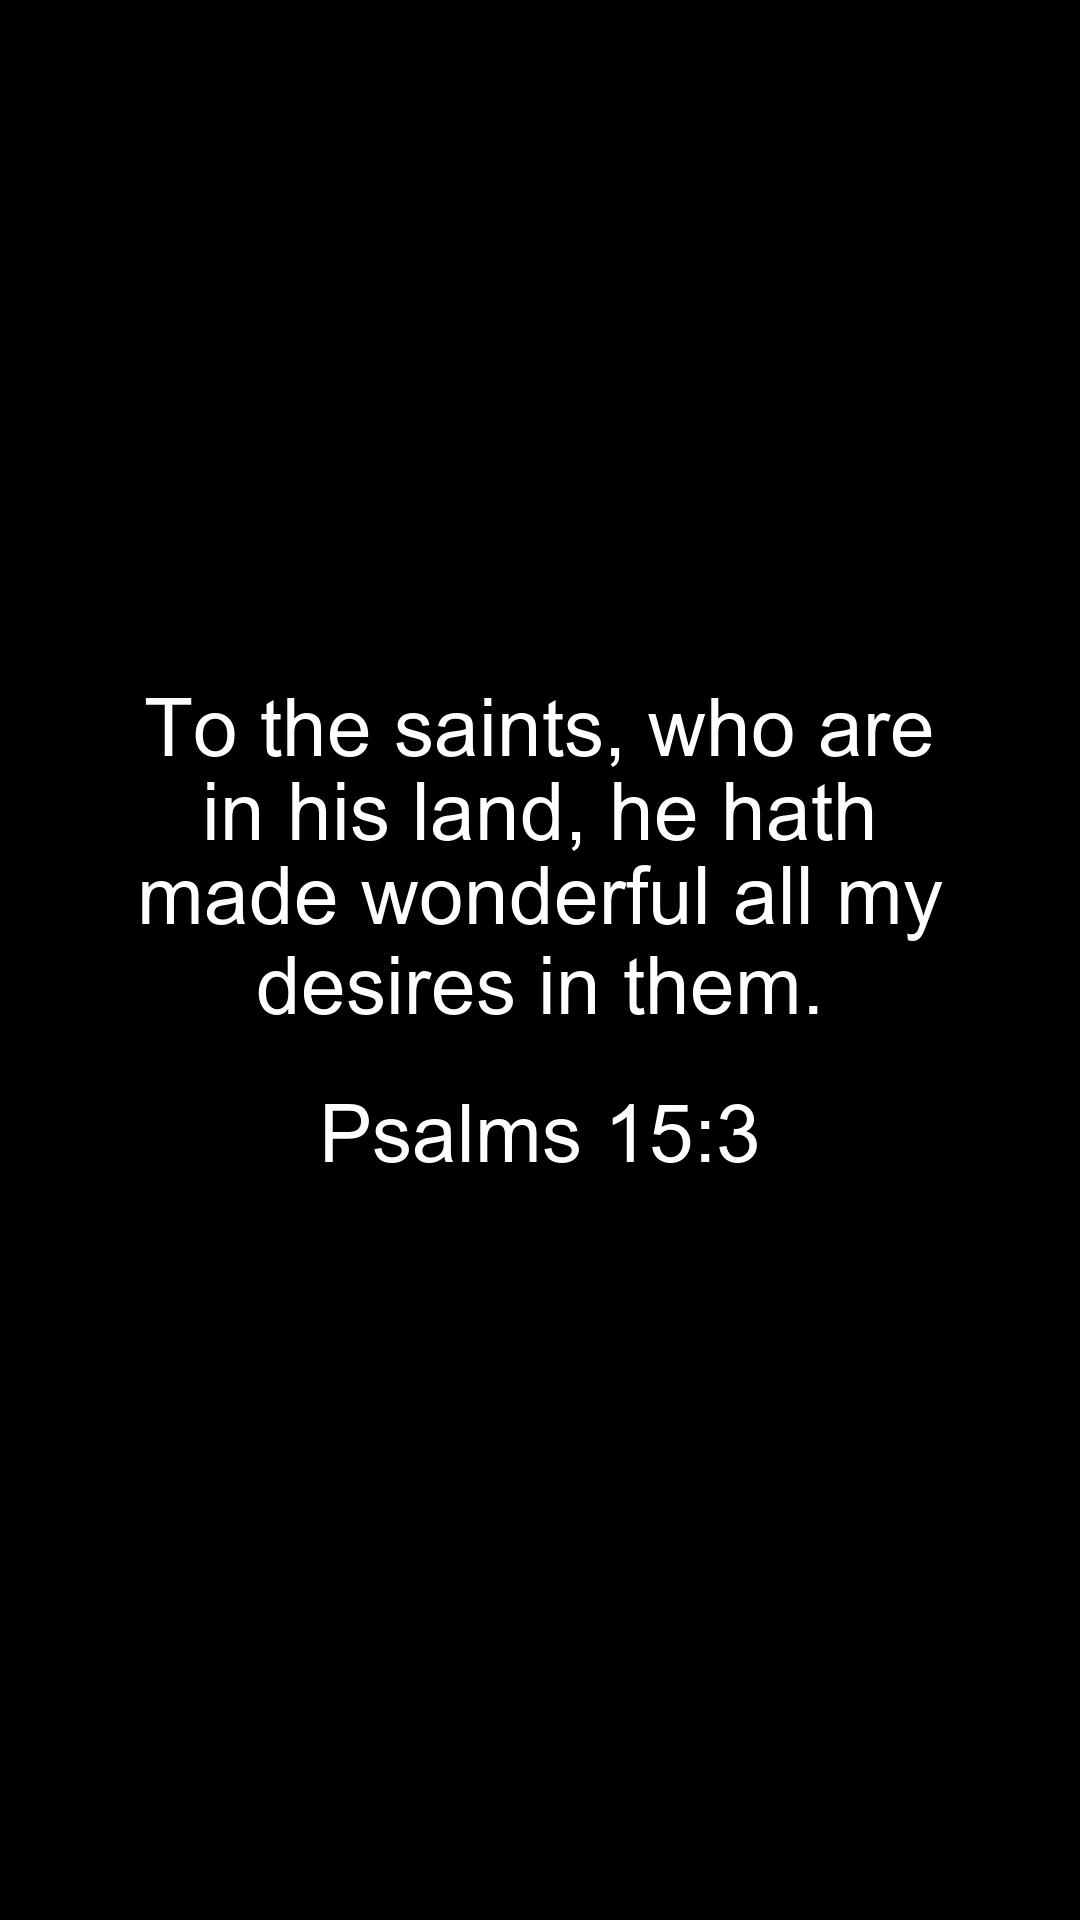 To the saints, who are
in his land, he hath
made wonderful all my
desires in them.
Psalms 15:3